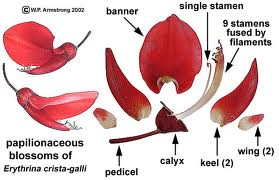 © W.P. Armstrong 2002
banner
single stamen
9 stamens
fused by
filaments
papilionaceous
blossoms of
Erythrina crista-galli
pedicel
calyx
keel (2)
wing (2)